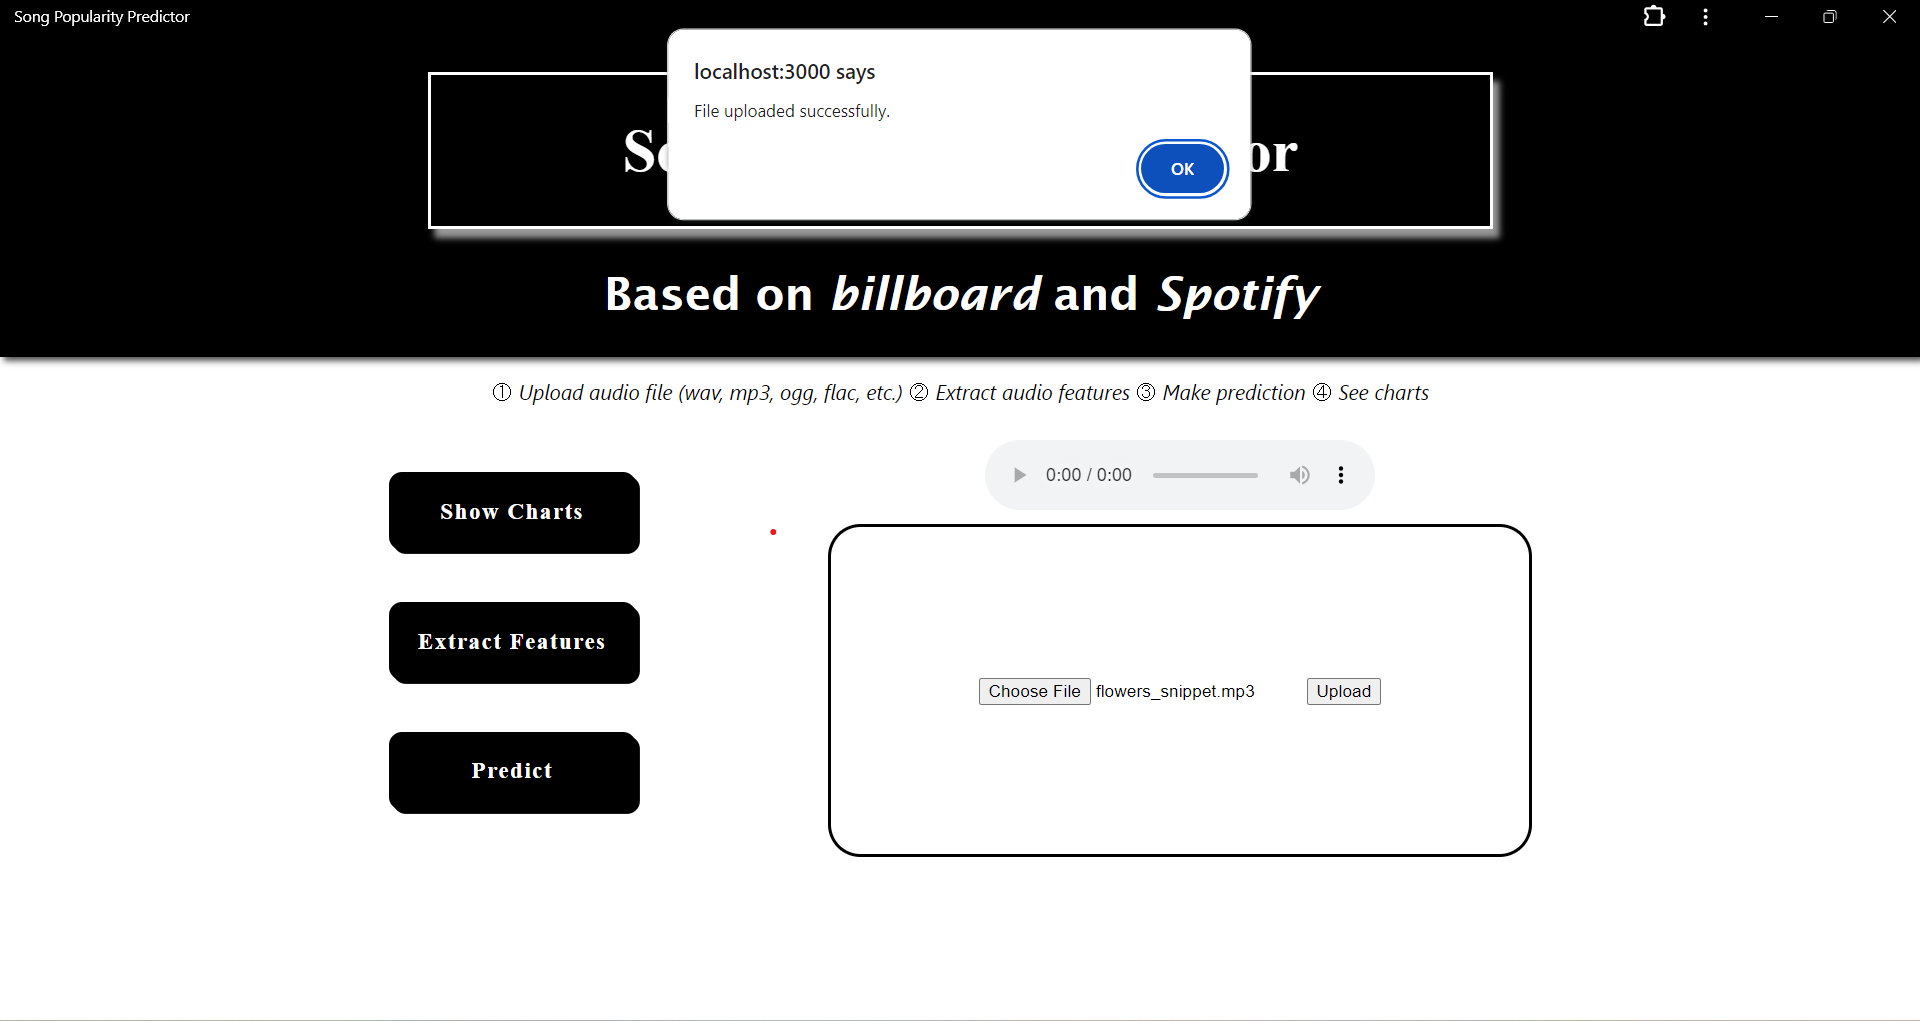 Song Popularity Predictor
localhost:3000 says
File uploaded successfully.
OK
Based on billboard and Spotify
① Upload audio file (wav, mp3, ogg, flac, etc.) ② Extract audio features ③ Make prediction ④ See charts
0:00 / 0:00
Show Charts
Extract Features
Choose File flowers_snippet.mp3 Upload
Predict